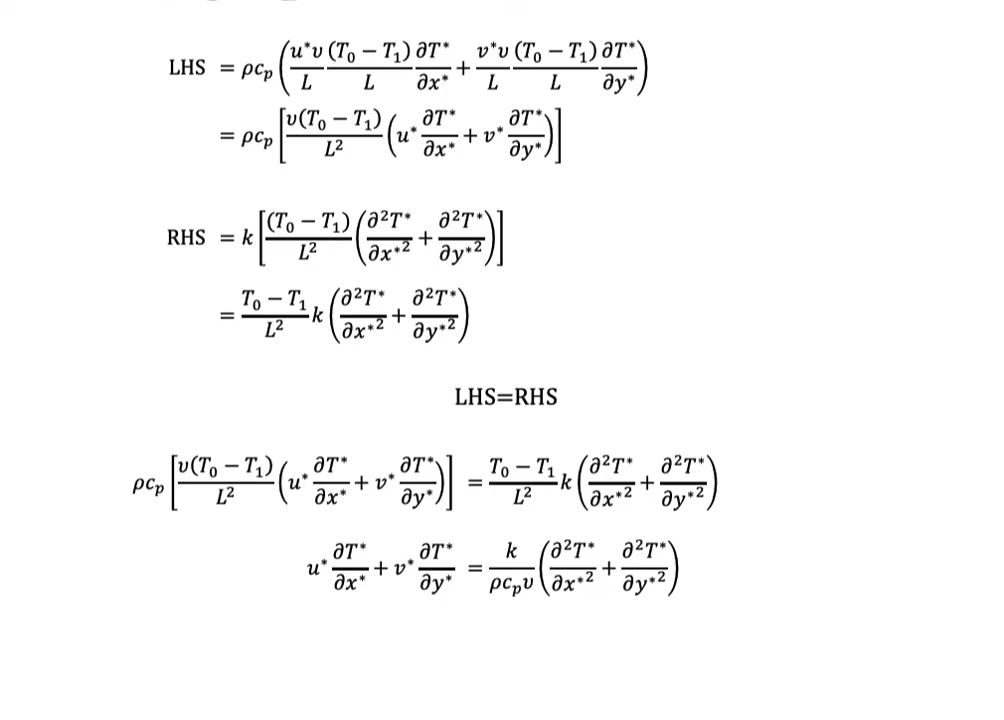 LHS = ρc_p (u*υ/L (T_0 − T_1)/L ∂T*/∂x* + v*υ/L (T_0 − T_1)/L ∂T*/∂y*)
= ρc_p [υ(T_0 − T_1)/L² (u* ∂T*/∂x* + v* ∂T*/∂y*)]
RHS = k [(T_0 − T_1)/L² (∂²T*/∂x*² + ∂²T*/∂y*²)]
= T_0 − T_1/L² k (∂²T*/∂x*² + ∂²T*/∂y*²)
LHS=RHS
ρc_p [υ(T_0 − T_1)/L² (u* ∂T*/∂x* + v* ∂T*/∂y*)] = T_0 − T_1/L² k (∂²T*/∂x*² + ∂²T*/∂y*²)
u* ∂T*/∂x* + v* ∂T*/∂y* = k/ρc_pυ (∂²T*/∂x*² + ∂²T*/∂y*²)